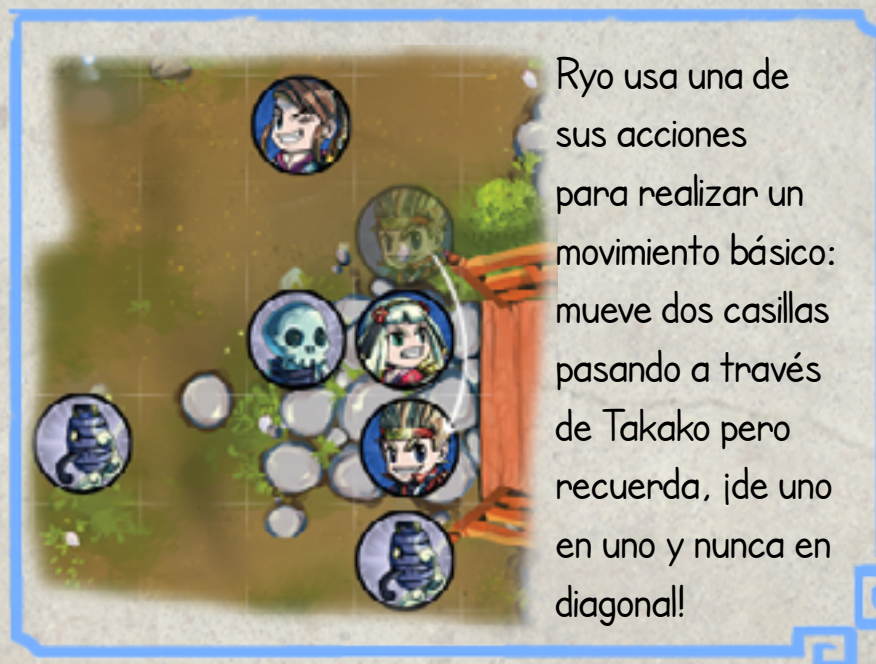 Ryo usa una de
sus acciones
para realizar un
movimiento básico:
mueve dos casillas
pasando a través
de Takako pero
recuerda, ¡de uno
en uno y nunca en
diagonal!